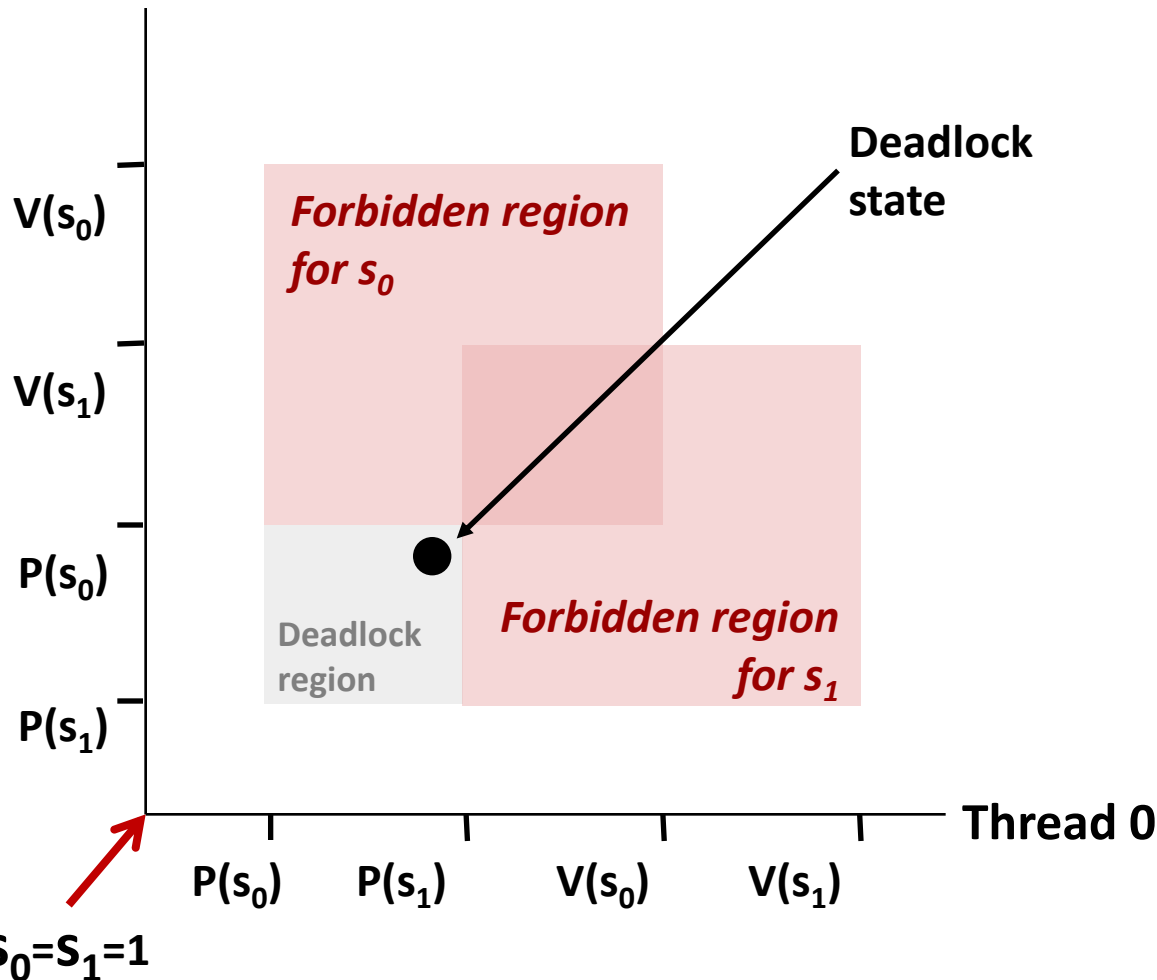 Deadlock
state
V(s₀)
Forbidden region
for s₀
V(s₁)
P(s₀)
Forbidden region
for s₁
Deadlock
region
P(s₁)
Thread 0
P(s₀) P(s₁) V(s₀) V(s₁)
s₀=s₁=1